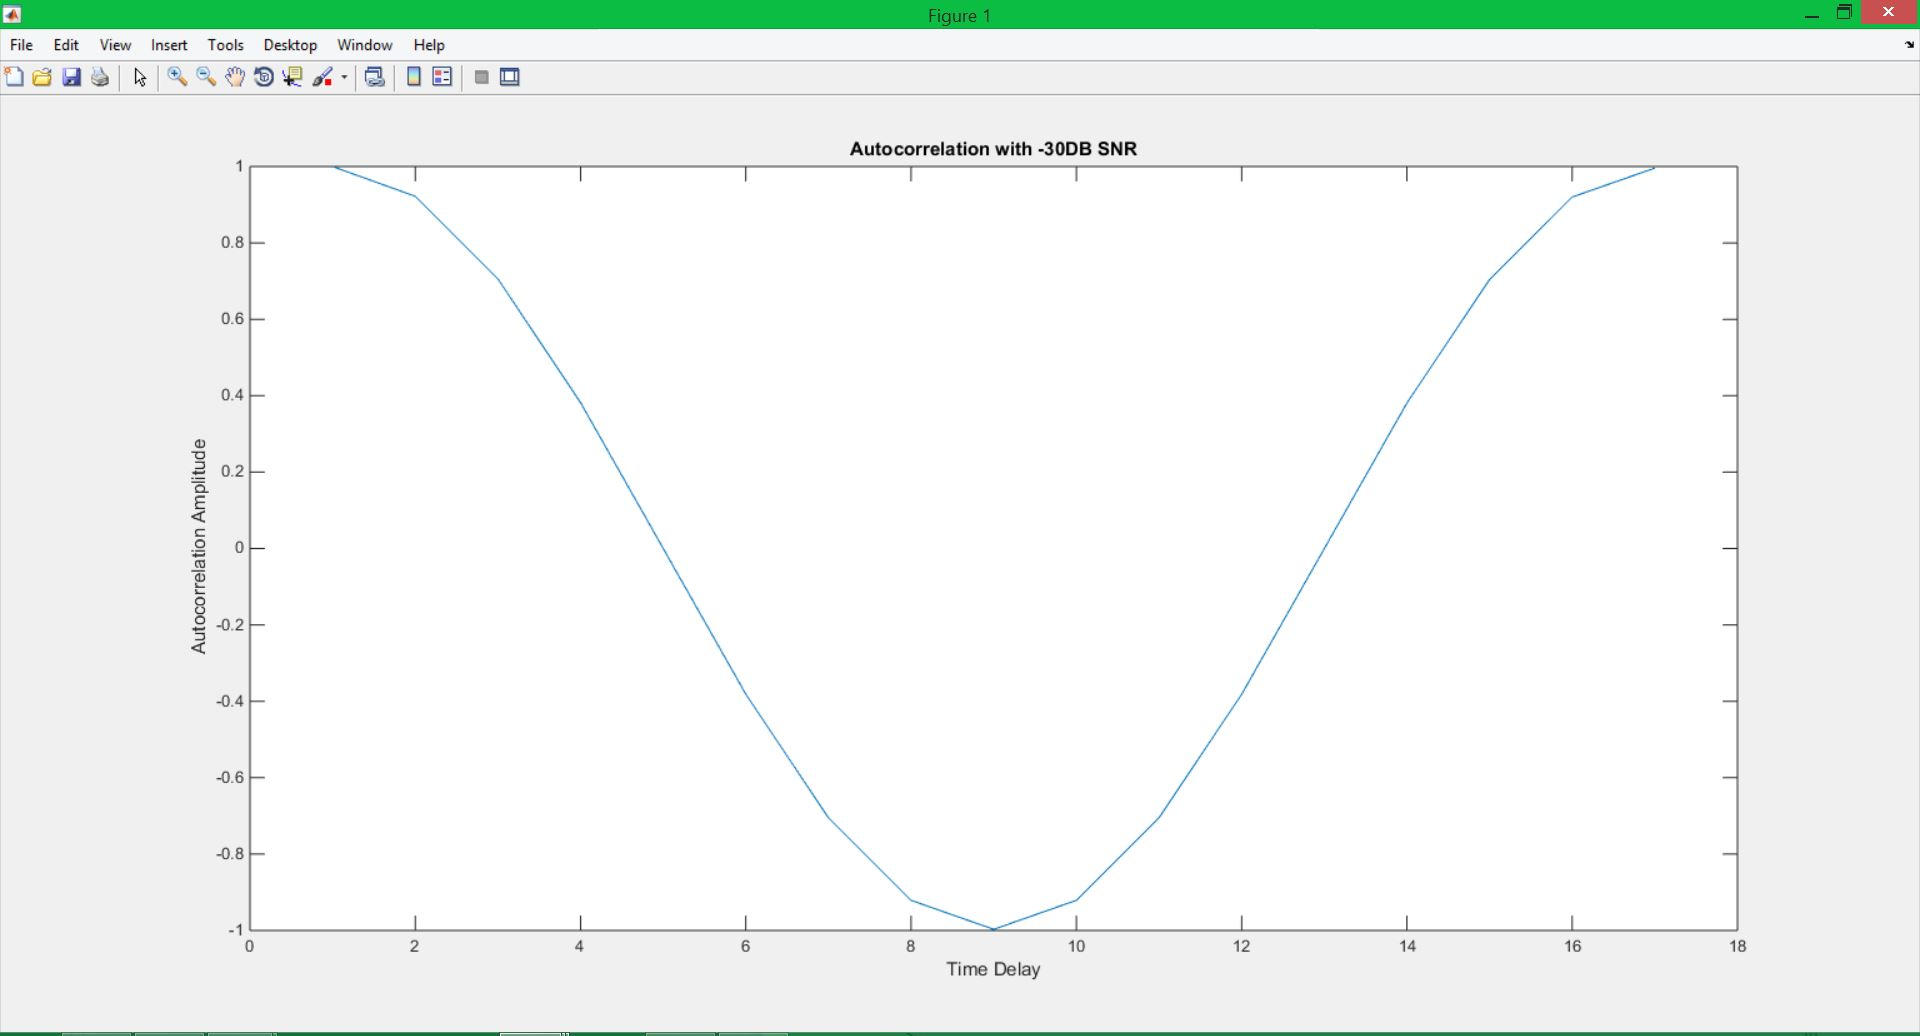 Figure 1
File Edit View Insert Tools Desktop Window Help
Autocorrelation with -30DB SNR
1
0.8
0.6
0.4
0.2
0
-0.2
-0.4
-0.6
-0.8
-1
Autocorrelation Amplitude
0 2 4 6 8 10 12 14 16 18
Time Delay